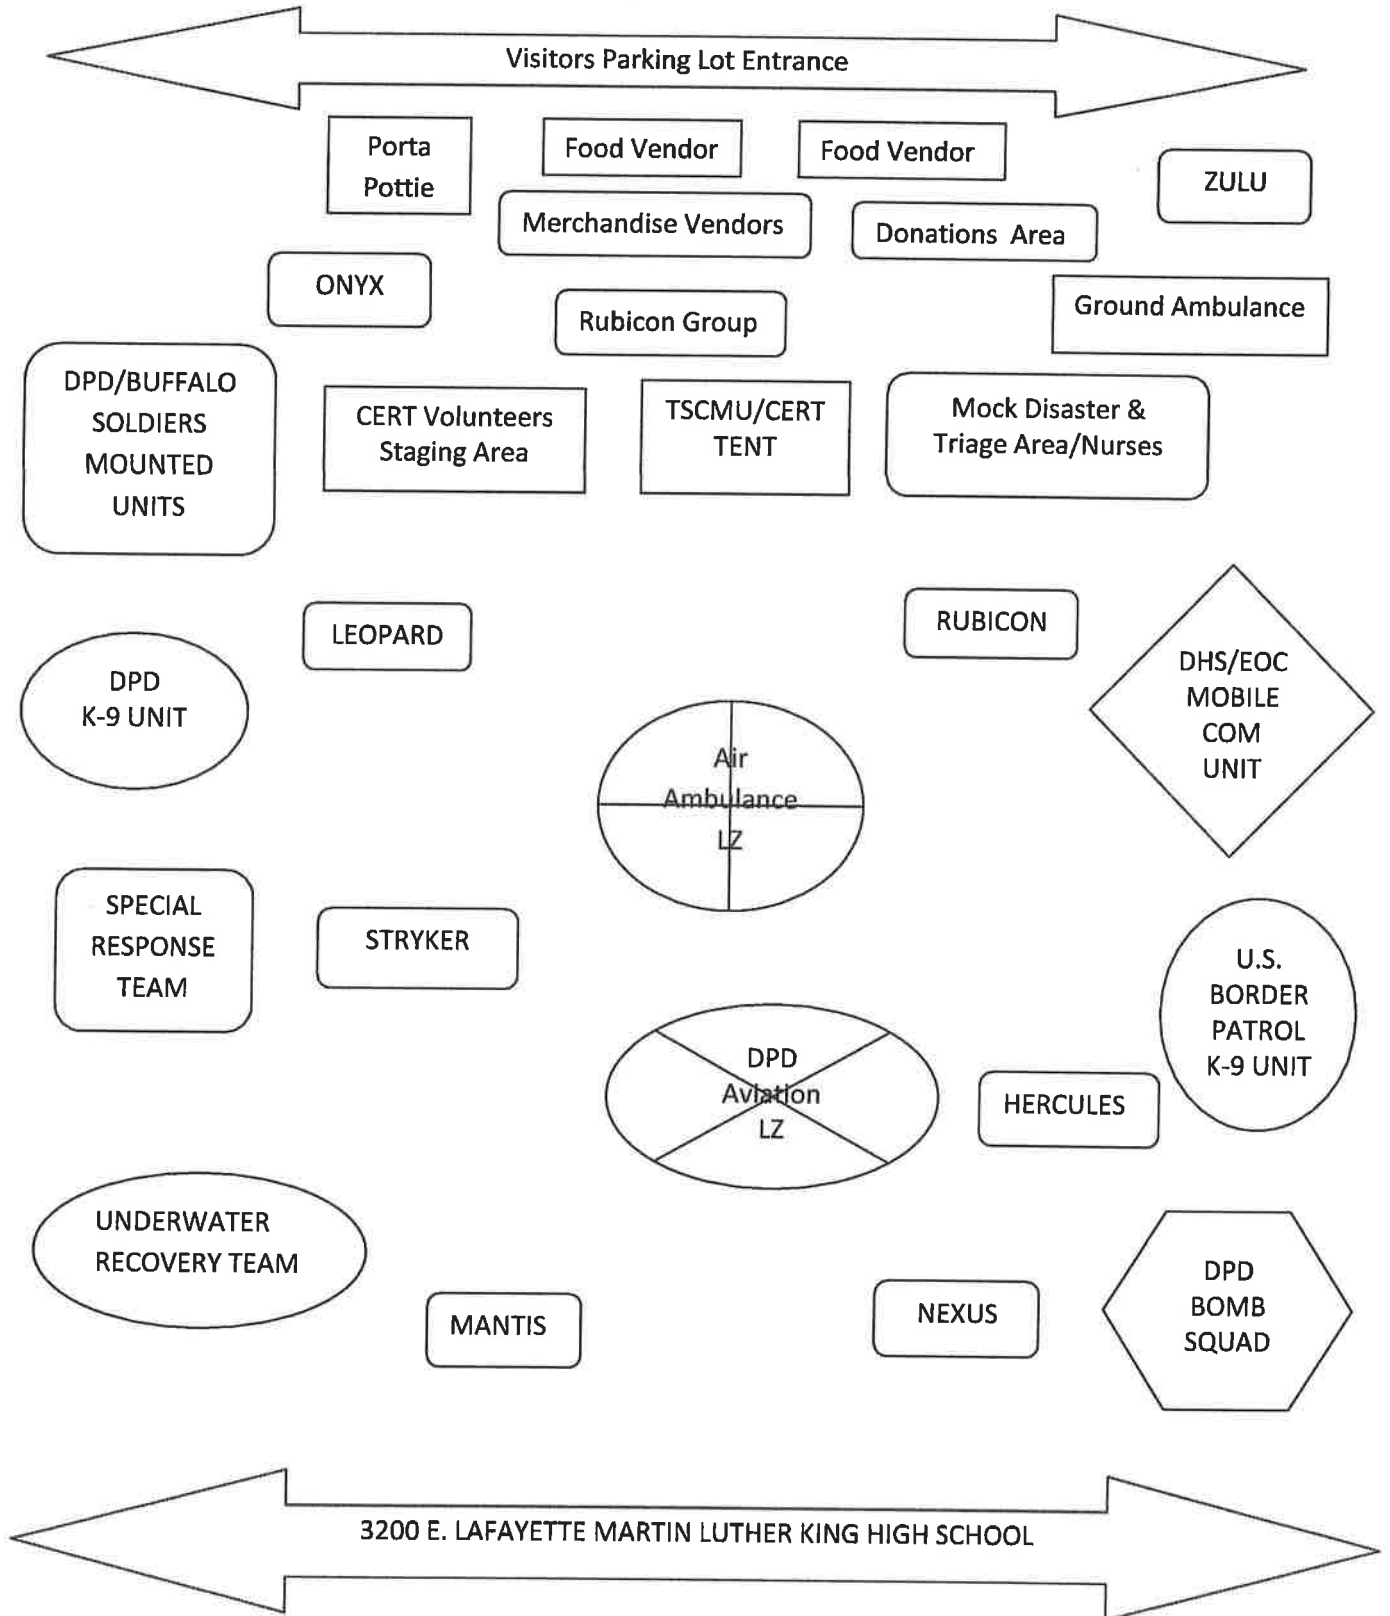 Visitors Parking Lot Entrance
Porta
Pottie
Food Vendor
Food Vendor
ZULU
Merchandise Vendors
Donations Area
ONYX
Rubicon Group
Ground Ambulance
DPD/BUFFALO
SOLDIERS
MOUNTED
UNITS
CERT Volunteers
Staging Area
TSCMU/CERT
TENT
Mock Disaster &
Triage Area/Nurses
LEOPARD
RUBICON
DPD
K-9 UNIT
DHS/EOC
MOBILE
COM
UNIT
Air
Ambulance
LZ
SPECIAL
RESPONSE
TEAM
STRYKER
U.S.
BORDER
PATROL
K-9 UNIT
DPD
Aviation
LZ
HERCULES
UNDERWATER
RECOVERY TEAM
MANTIS
NEXUS
DPD
BOMB
SQUAD
3200 E. LAFAYETTE MARTIN LUTHER KING HIGH SCHOOL